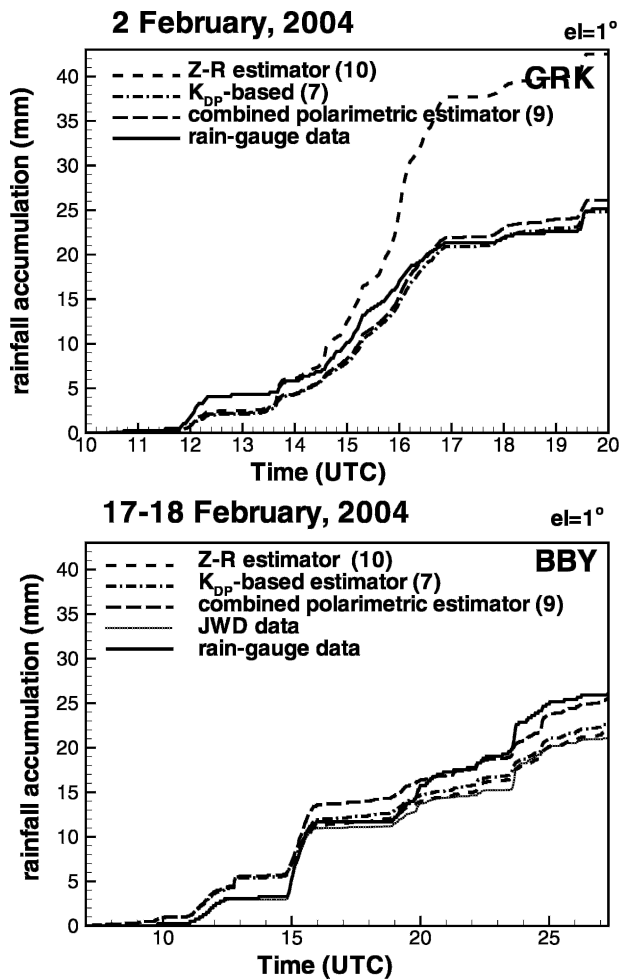 2 February, 2004
el=1°
GRK
Z-R estimator (10)
KDP-based (7)
combined polarimetric estimator (9)
rain-gauge data
rainfall accumulation (mm)
40
35
30
25
20
15
10
5
0
10 11 12 13 14 15 16 17 18 19 20
Time (UTC)
17-18 February, 2004
el=1°
BBY
Z-R estimator (10)
KDP-based estimator (7)
combined polarimetric estimator (9)
JWD data
rain-gauge data
rainfall accumulation (mm)
40
35
30
25
20
15
10
5
0
10 15 20 25
Time (UTC)